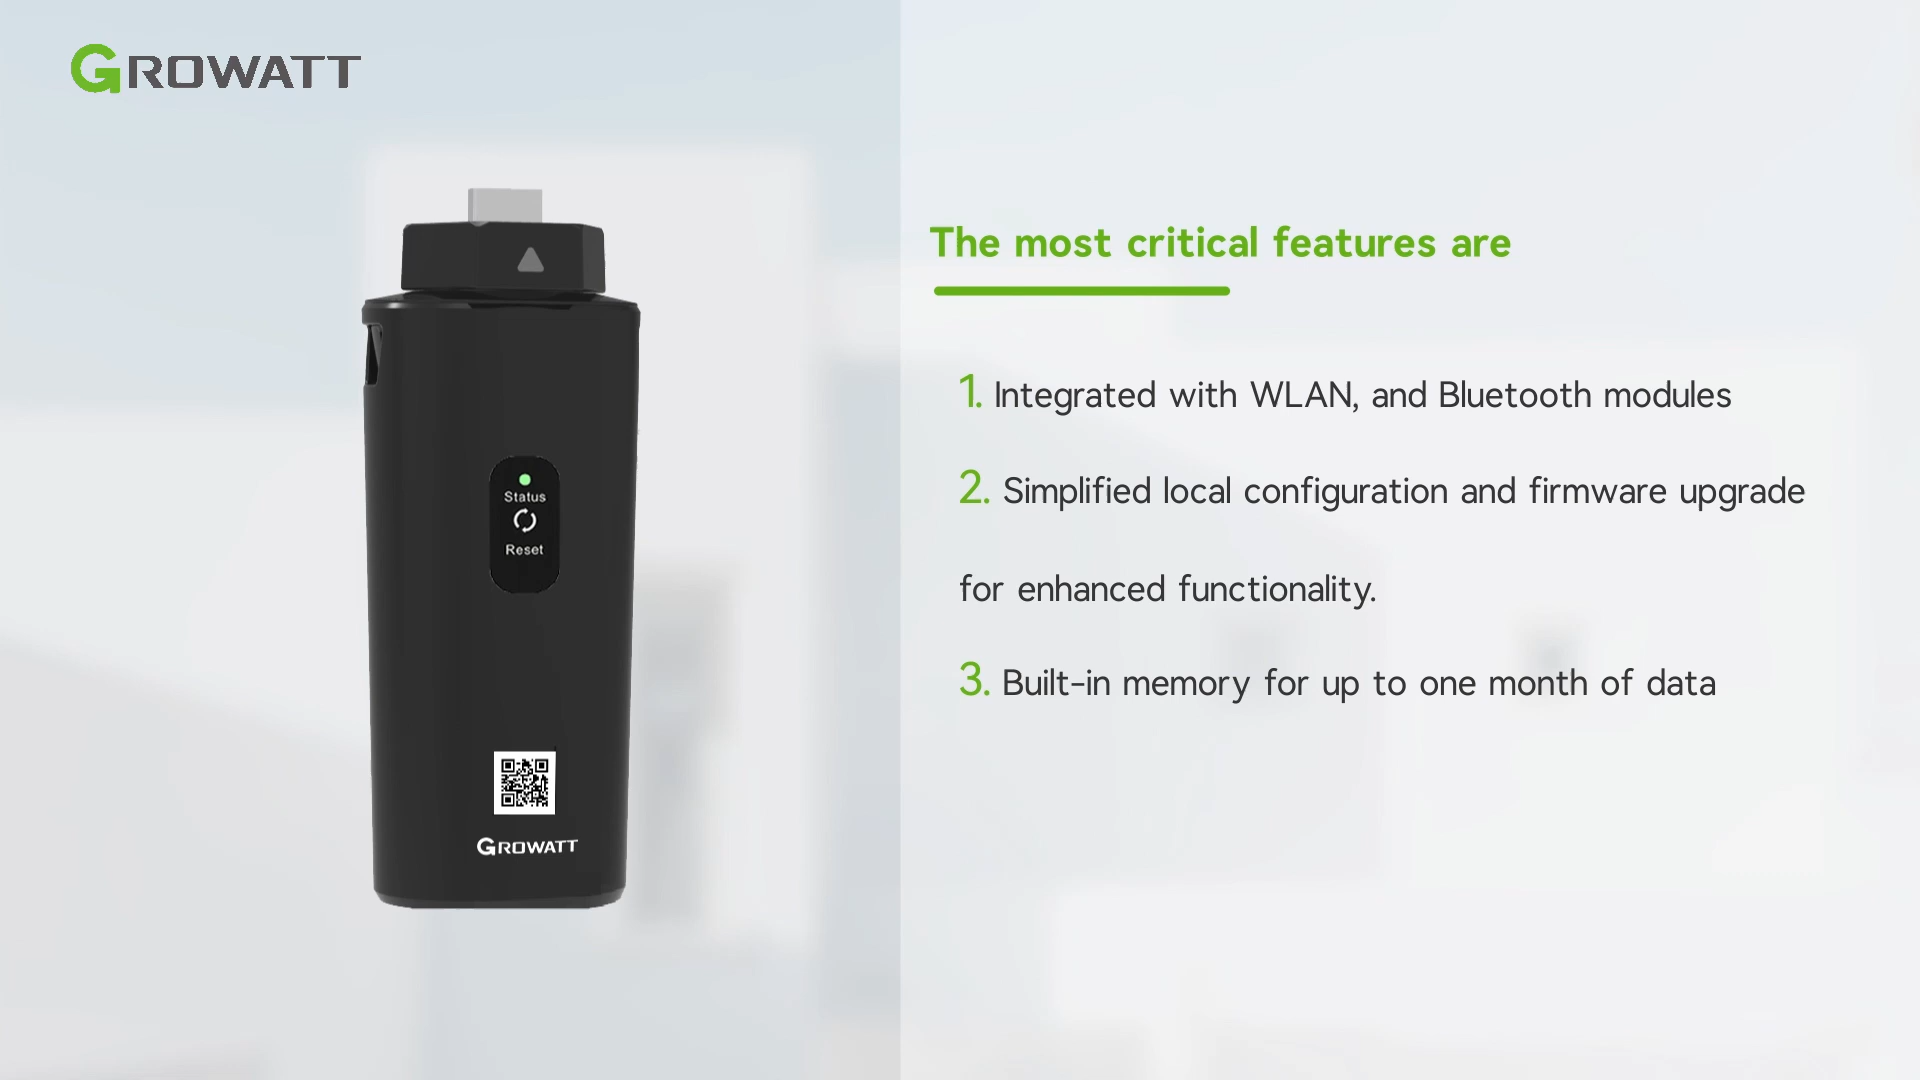 GROWATT
The most critical features are
1. Integrated with WLAN, and Bluetooth modules
2. Simplified local configuration and firmware upgrade
for enhanced functionality.
3. Built-in memory for up to one month of data
Status
Reset
GROWATT